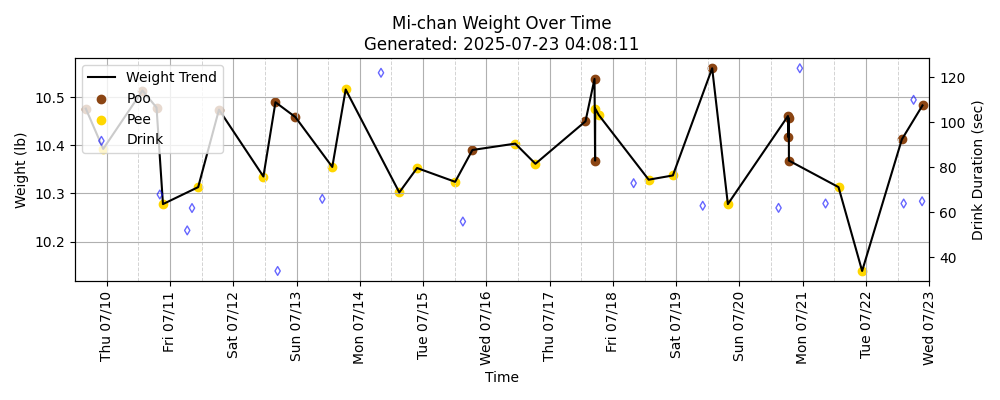 Mi-chan Weight Over Time
Generated: 2025-07-23 04:08:11
Weight Trend
Poo
Pee
Drink
Weight (lb)
10.5
10.4
10.3
10.2
120
100
80
60
40
Drink Duration (sec)
Thu 07/10
Fri 07/11
Sat 07/12
Sun 07/13
Mon 07/14
Tue 07/15
Wed 07/16
Thu 07/17
Fri 07/18
Sat 07/19
Sun 07/20
Mon 07/21
Tue 07/22
Wed 07/23
Time